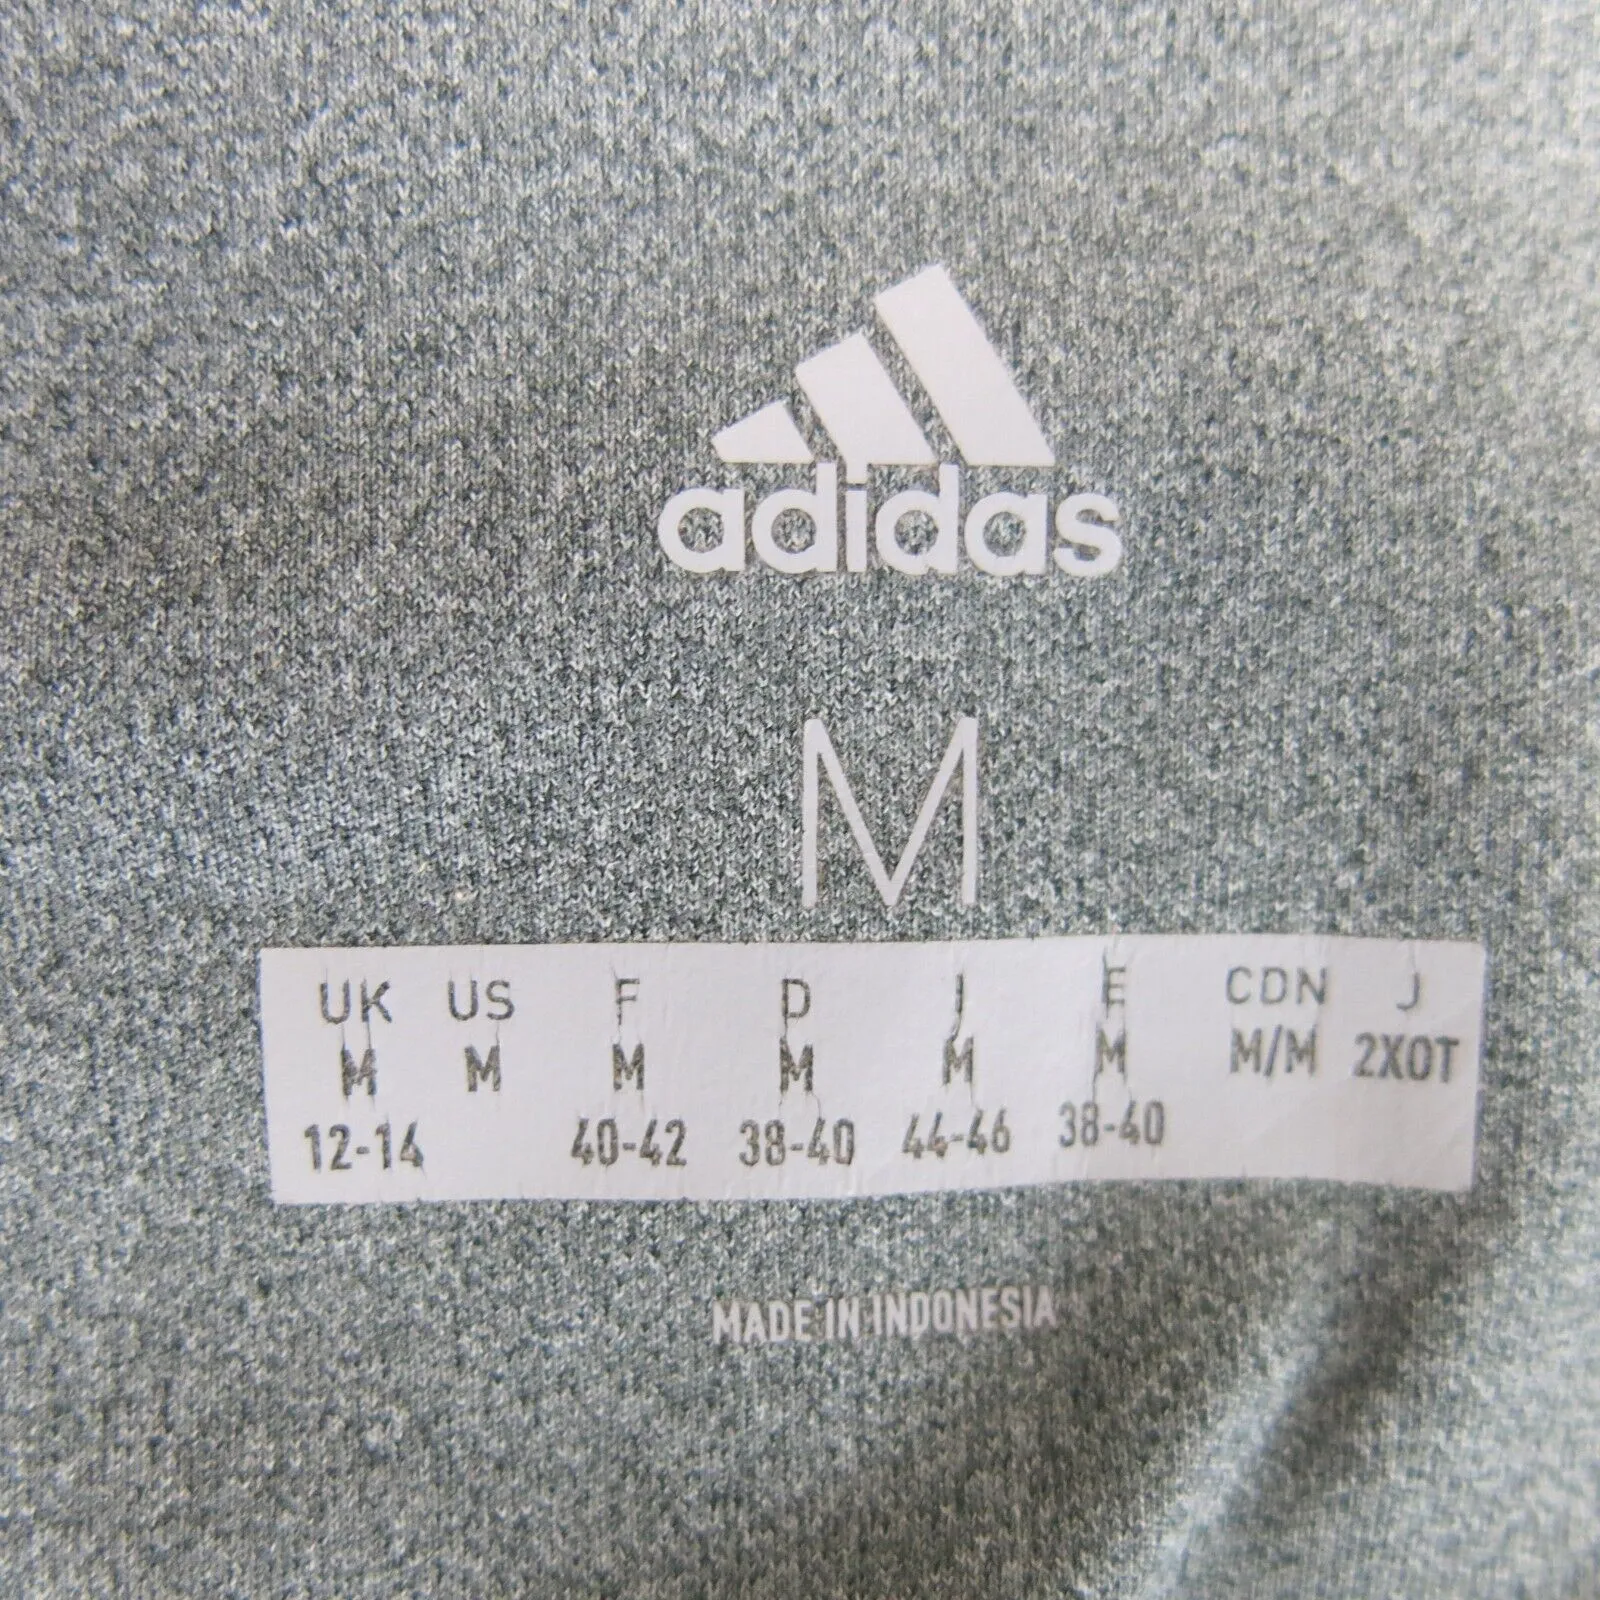 adidas
M
UK US F D I E CDN J
M M M M M M M/M 2XOT
12-14 40-42 38-40 44-46 38-40
MADE IN INDONESIA